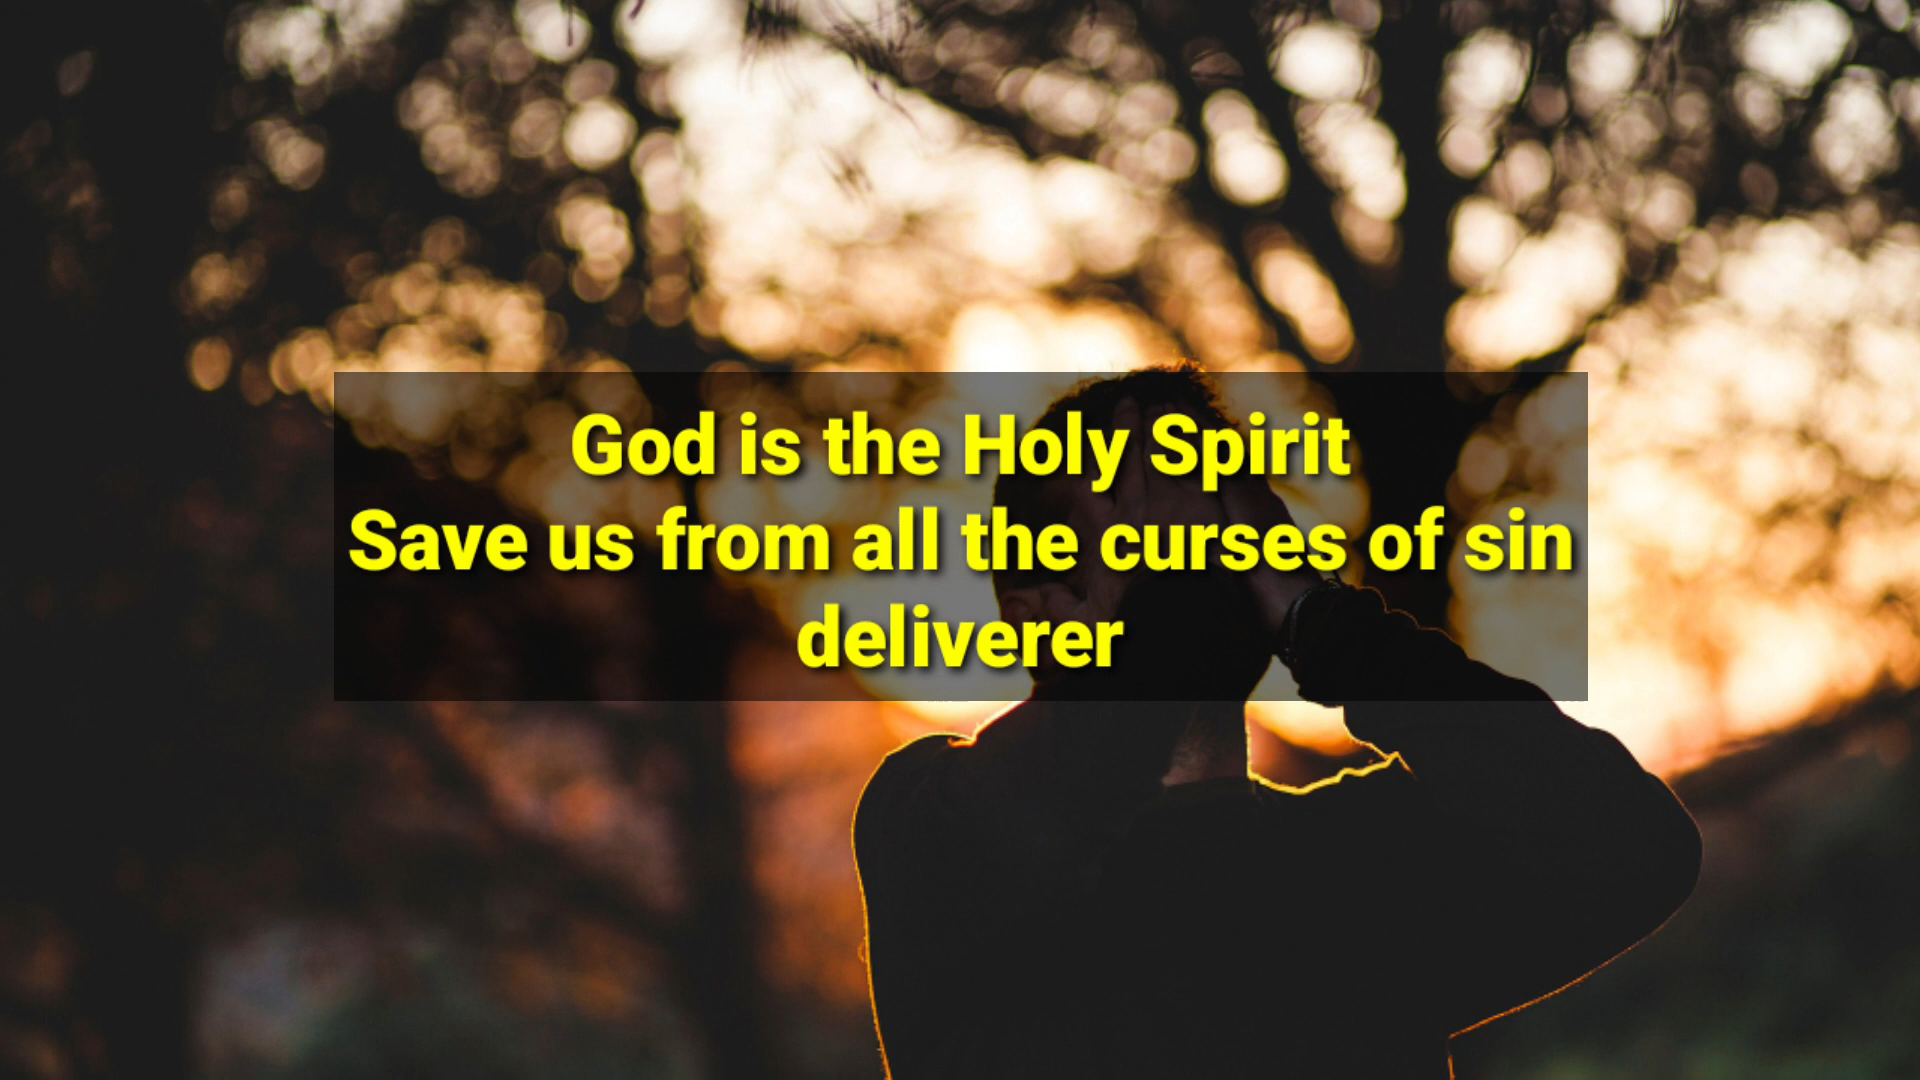 God is the Holy Spirit
Save us from all the curses of sin
deliverer